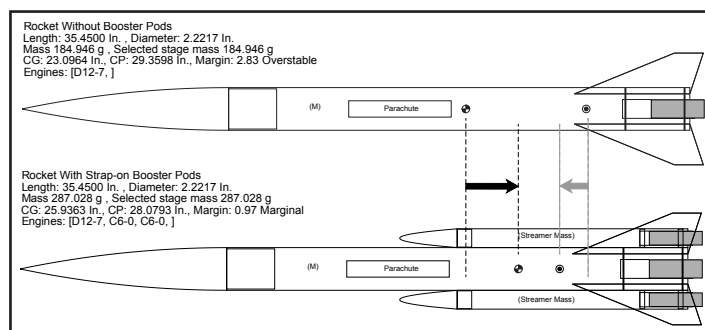 Rocket Without Booster Pods
Length: 35.4500 In. , Diameter: 2.2217 In.
Mass 184.946 g , Selected stage mass 184.946 g
CG: 23.0964 In., CP: 29.3598 In., Margin: 2.83 Overstable
Engines: [D12-7, ]
(M)
Parachute
Rocket With Strap-on Booster Pods
Length: 35.4500 In. , Diameter: 2.2217 In.
Mass 287.028 g , Selected stage mass 287.028 g
CG: 25.9363 In., CP: 28.0793 In., Margin: 0.97 Marginal
Engines: [D12-7, C6-0, C6-0, ]
(Streamer Mass)
(M)
Parachute
(Streamer Mass)